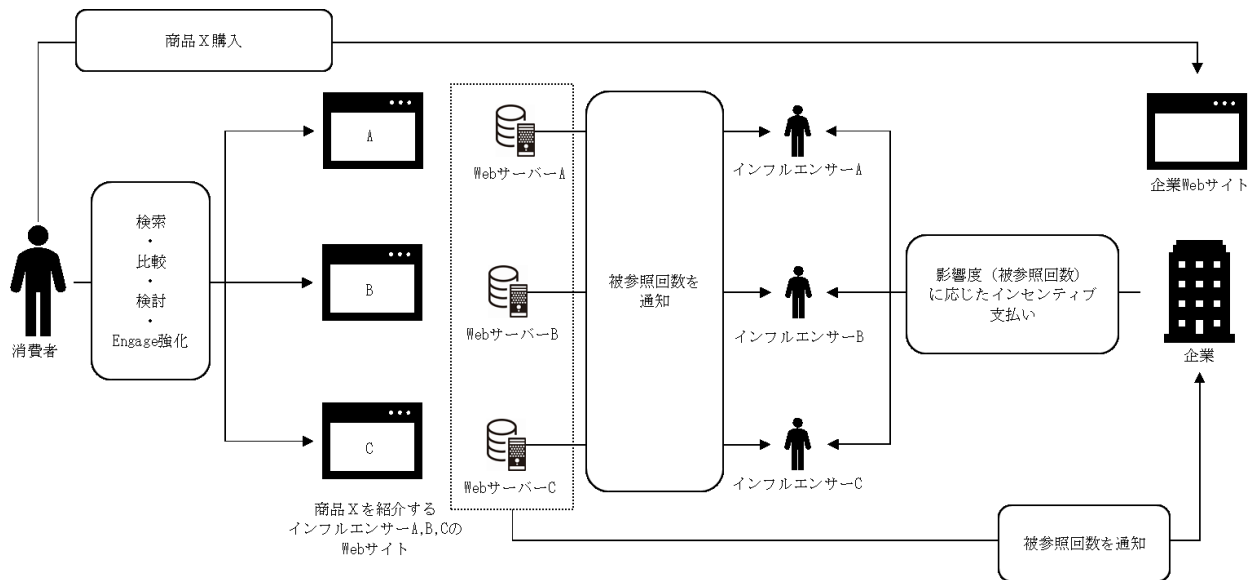 商品X購入
A
WebサーバーA
インフルエンサーA
企業Webサイト
検索
・
比較
・
検討
・
Engage強化
消費者
B
WebサーバーB
被参照回数を
通知
インフルエンサーB
影響度（被参照回数）
に応じたインセンティブ
支払い
企業
C
WebサーバーC
インフルエンサーC
商品Xを紹介する
インフルエンサーA,B,Cの
Webサイト
被参照回数を通知